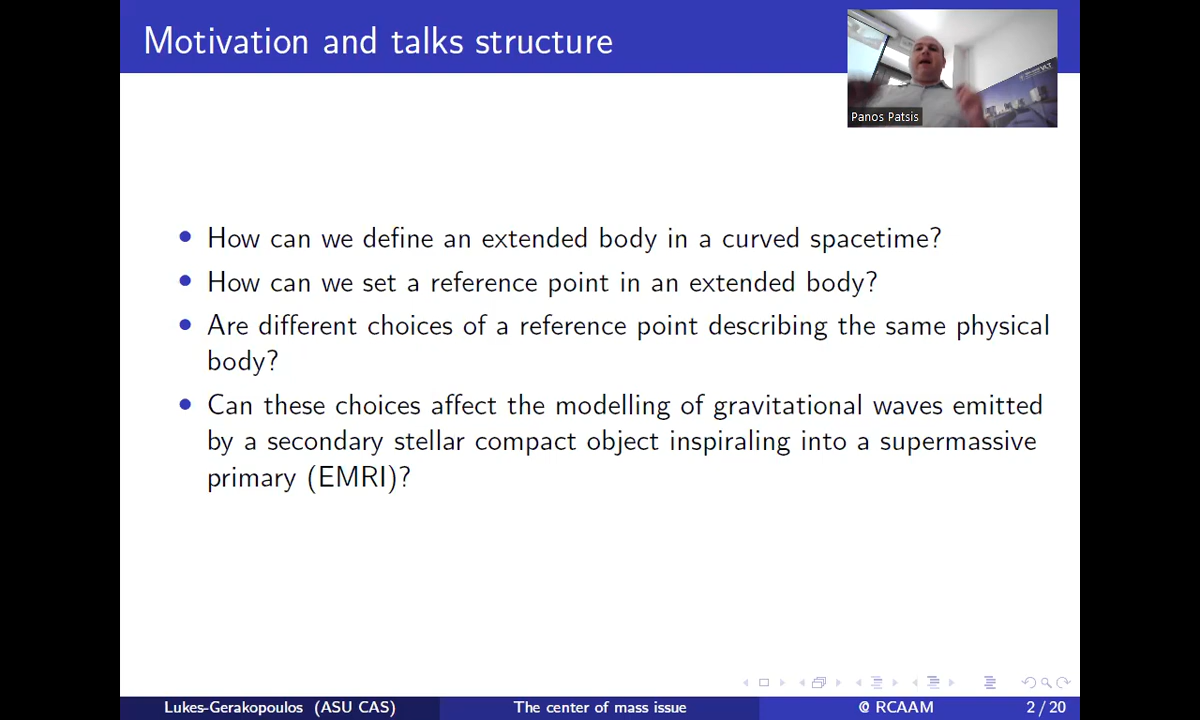 Motivation and talks structure
Panos Patsis
• How can we define an extended body in a curved spacetime?
• How can we set a reference point in an extended body?
• Are different choices of a reference point describing the same physical
body?
• Can these choices affect the modelling of gravitational waves emitted
by a secondary stellar compact object inspiraling into a supermassive
primary (EMRI)?
Lukes-Gerakopoulos (ASU CAS)
The center of mass issue
@ RCAAM
2 / 20